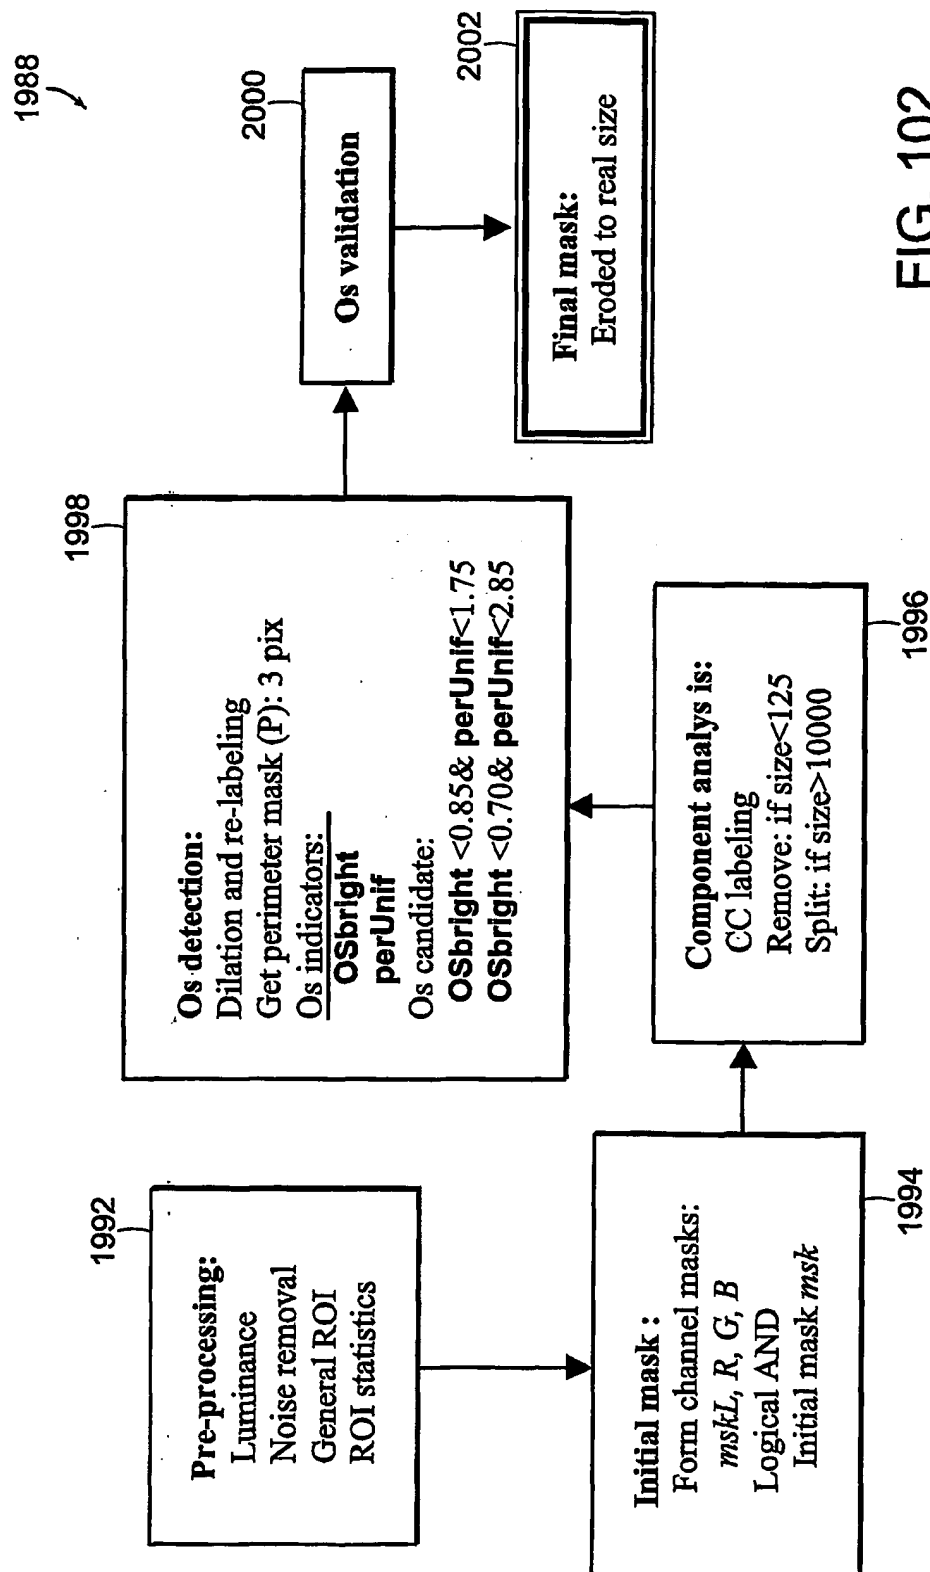 1988
1992
Pre-processing:
Luminance
Noise removal
General ROI
ROI statistics
Initial mask :
Form channel masks:
mskL, R, G, B
Logical AND
Initial mask msk
1994
Component analys is:
CC labeling
Remove: if size<125
Split: if size>10000
1996
1998
Os detection:
Dilation and re-labeling
Get perimeter mask (P): 3 pix
Os indicators:
OSbright
perUnif
Os candidate:
OSbright <0.85& perUnif<1.75
OSbright <0.70& perUnif<2.85
2000
Os validation
2002
Final mask:
Eroded to real size
FIG. 102